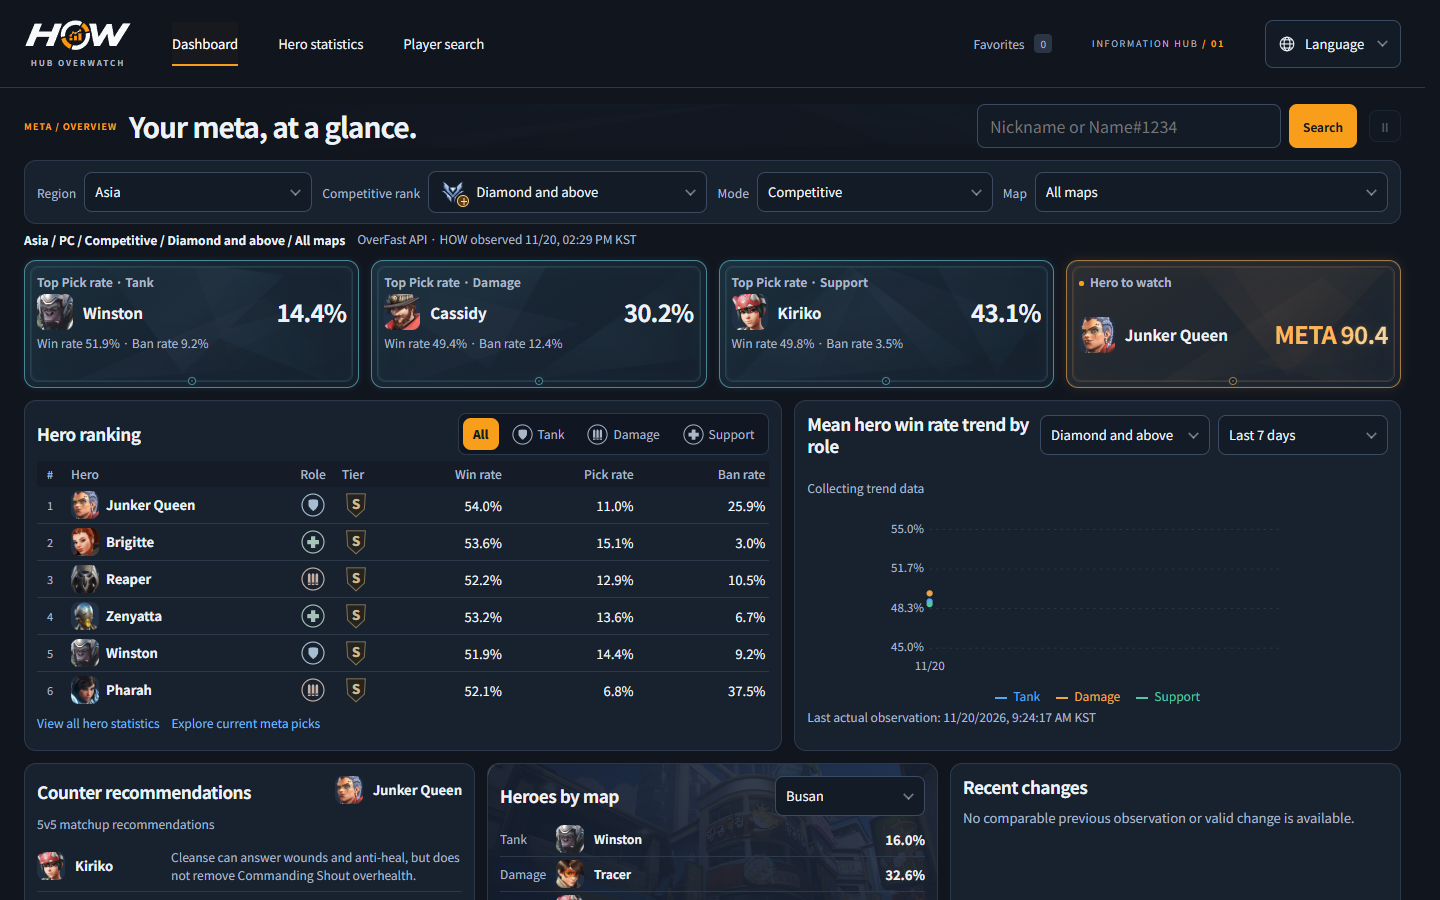 HOW
HUB OVERWATCH
Dashboard
Hero statistics
Player search
Favorites 0
INFORMATION HUB / 01
Language
META / OVERVIEW
Your meta, at a glance.
Nickname or Name#1234
Search
Region
Asia
Competitive rank
Diamond and above
Mode
Competitive
Map
All maps
Asia / PC / Competitive / Diamond and above / All maps
OverFast API · HOW observed 11/20, 02:29 PM KST
Top Pick rate · Tank
Winston
14.4%
Win rate 51.9% · Ban rate 9.2%
Top Pick rate · Damage
Cassidy
30.2%
Win rate 49.4% · Ban rate 12.4%
Top Pick rate · Support
Kiriko
43.1%
Win rate 49.8% · Ban rate 3.5%
Hero to watch
Junker Queen
META 90.4
Hero ranking
All
Tank
Damage
Support
# Hero Role Tier Win rate Pick rate Ban rate
1 Junker Queen S 54.0% 11.0% 25.9%
2 Brigitte S 53.6% 15.1% 3.0%
3 Reaper S 52.2% 12.9% 10.5%
4 Zenyatta S 53.2% 13.6% 6.7%
5 Winston S 51.9% 14.4% 9.2%
6 Pharah S 52.1% 6.8% 37.5%
View all hero statistics
Explore current meta picks
Mean hero win rate trend by
role
Diamond and above
Last 7 days
Collecting trend data
55.0%
51.7%
48.3%
45.0%
11/20
Tank
Damage
Support
Last actual observation: 11/20/2026, 9:24:17 AM KST
Counter recommendations
Junker Queen
5v5 matchup recommendations
Kiriko
Cleanse can answer wounds and anti-heal, but does
not remove Commanding Shout overhealth.
Heroes by map
Busan
Tank Winston 16.0%
Damage Tracer 32.6%
Recent changes
No comparable previous observation or valid change is available.